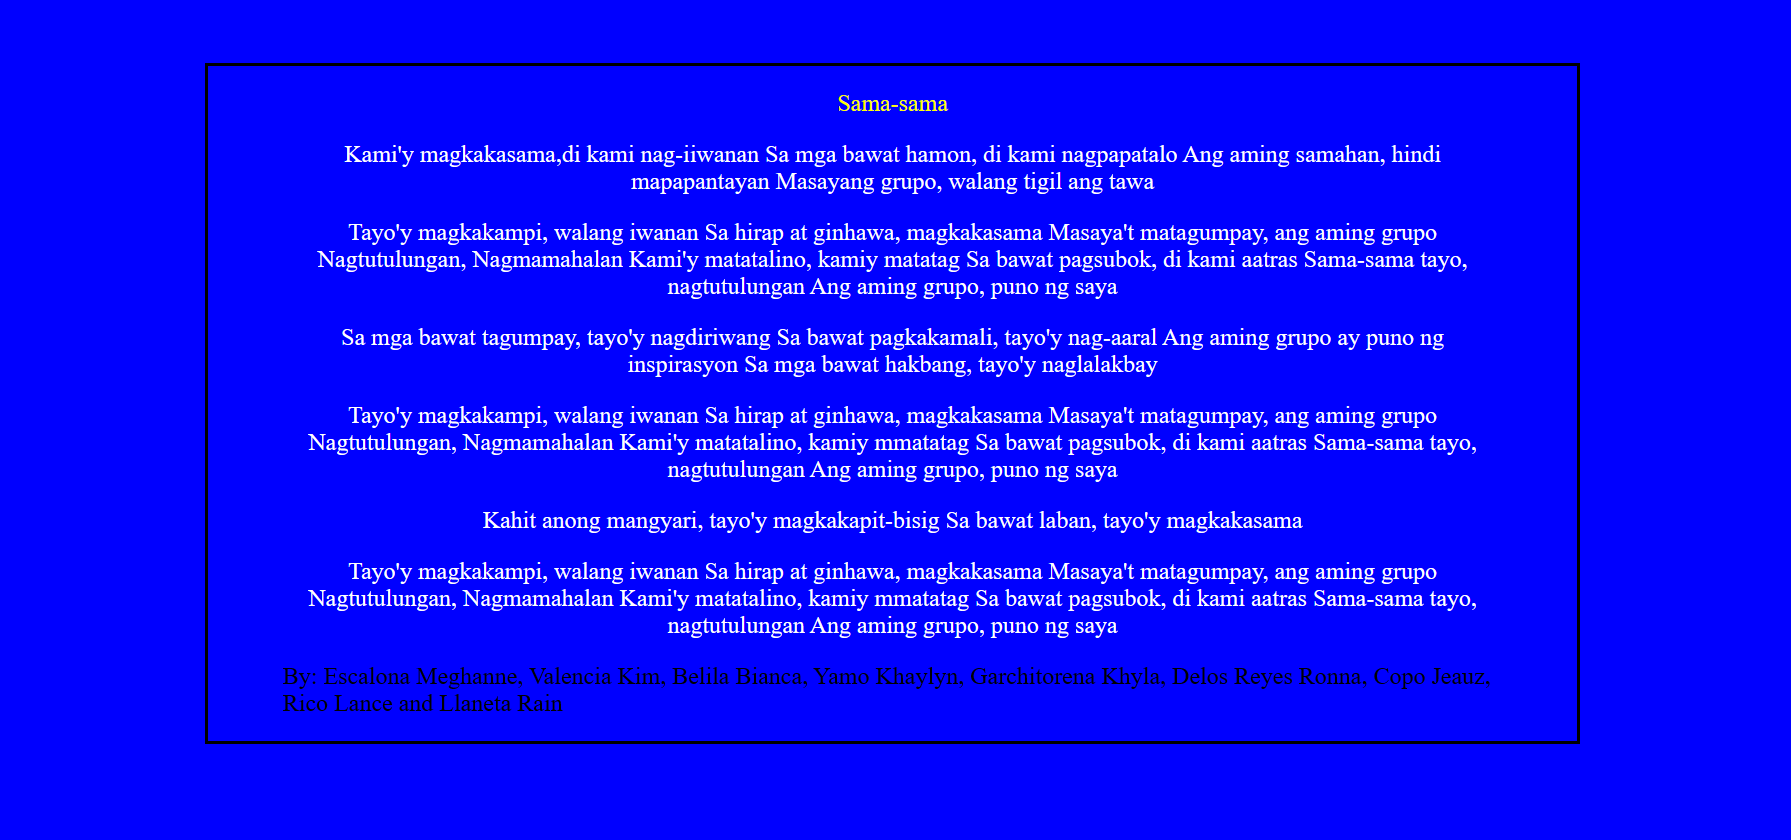 Sama-sama
Kami'y magkakasama,di kami nag-iiwanan Sa mga bawat hamon, di kami nagpapatalo Ang aming samahan, hindi
mapapantayan Masayang grupo, walang tigil ang tawa
Tayo'y magkakampi, walang iwanan Sa hirap at ginhawa, magkakasama Masaya't matagumpay, ang aming grupo
Nagtutulungan, Nagmamahalan Kami'y matatalino, kamiy matatag Sa bawat pagsubok, di kami aatras Sama-sama tayo,
nagtutulungan Ang aming grupo, puno ng saya
Sa mga bawat tagumpay, tayo'y nagdiriwang Sa bawat pagkakamali, tayo'y nag-aaral Ang aming grupo ay puno ng
inspirasyon Sa mga bawat hakbang, tayo'y naglalakbay
Tayo'y magkakampi, walang iwanan Sa hirap at ginhawa, magkakasama Masaya't matagumpay, ang aming grupo
Nagtutulungan, Nagmamahalan Kami'y matatalino, kamiy mmatatag Sa bawat pagsubok, di kami aatras Sama-sama tayo,
nagtutulungan Ang aming grupo, puno ng saya
Kahit anong mangyari, tayo'y magkakapit-bisig Sa bawat laban, tayo'y magkakasama
Tayo'y magkakampi, walang iwanan Sa hirap at ginhawa, magkakasama Masaya't matagumpay, ang aming grupo
Nagtutulungan, Nagmamahalan Kami'y matatalino, kamiy mmatatag Sa bawat pagsubok, di kami aatras Sama-sama tayo,
nagtutulungan Ang aming grupo, puno ng saya
By: Escalona Meghanne, Valencia Kim, Belila Bianca, Yamo Khaylyn, Garchitorena Khyla, Delos Reyes Ronna, Copo Jeauz,
Rico Lance and Llaneta Rain